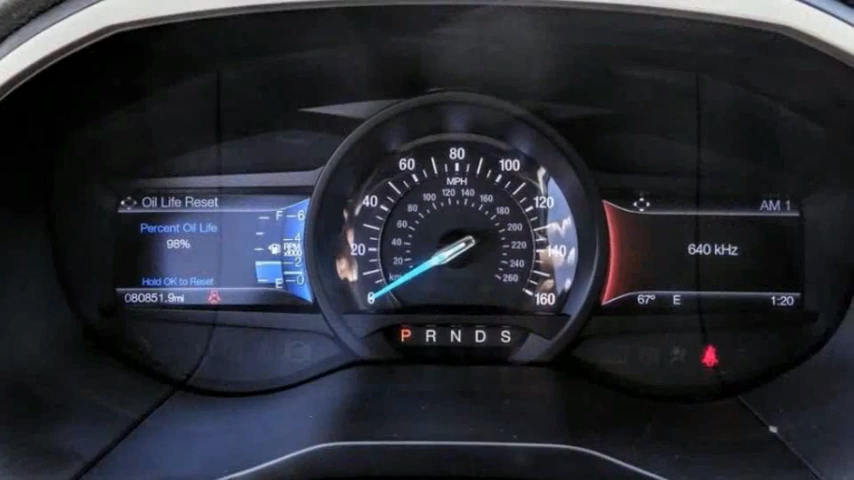 Oil Life Reset
Percent Oil Life
98%
Hold OK to Reset
080851.9mi
F 6
4
RPM
x1000
2
E 0
0 20 40 60 80 100 120 140 160
MPH
20 40 60 80 100 120 140 160 180 200 220 240 260
km
P R N D S
AM 1
640 kHz
67° E 1:20